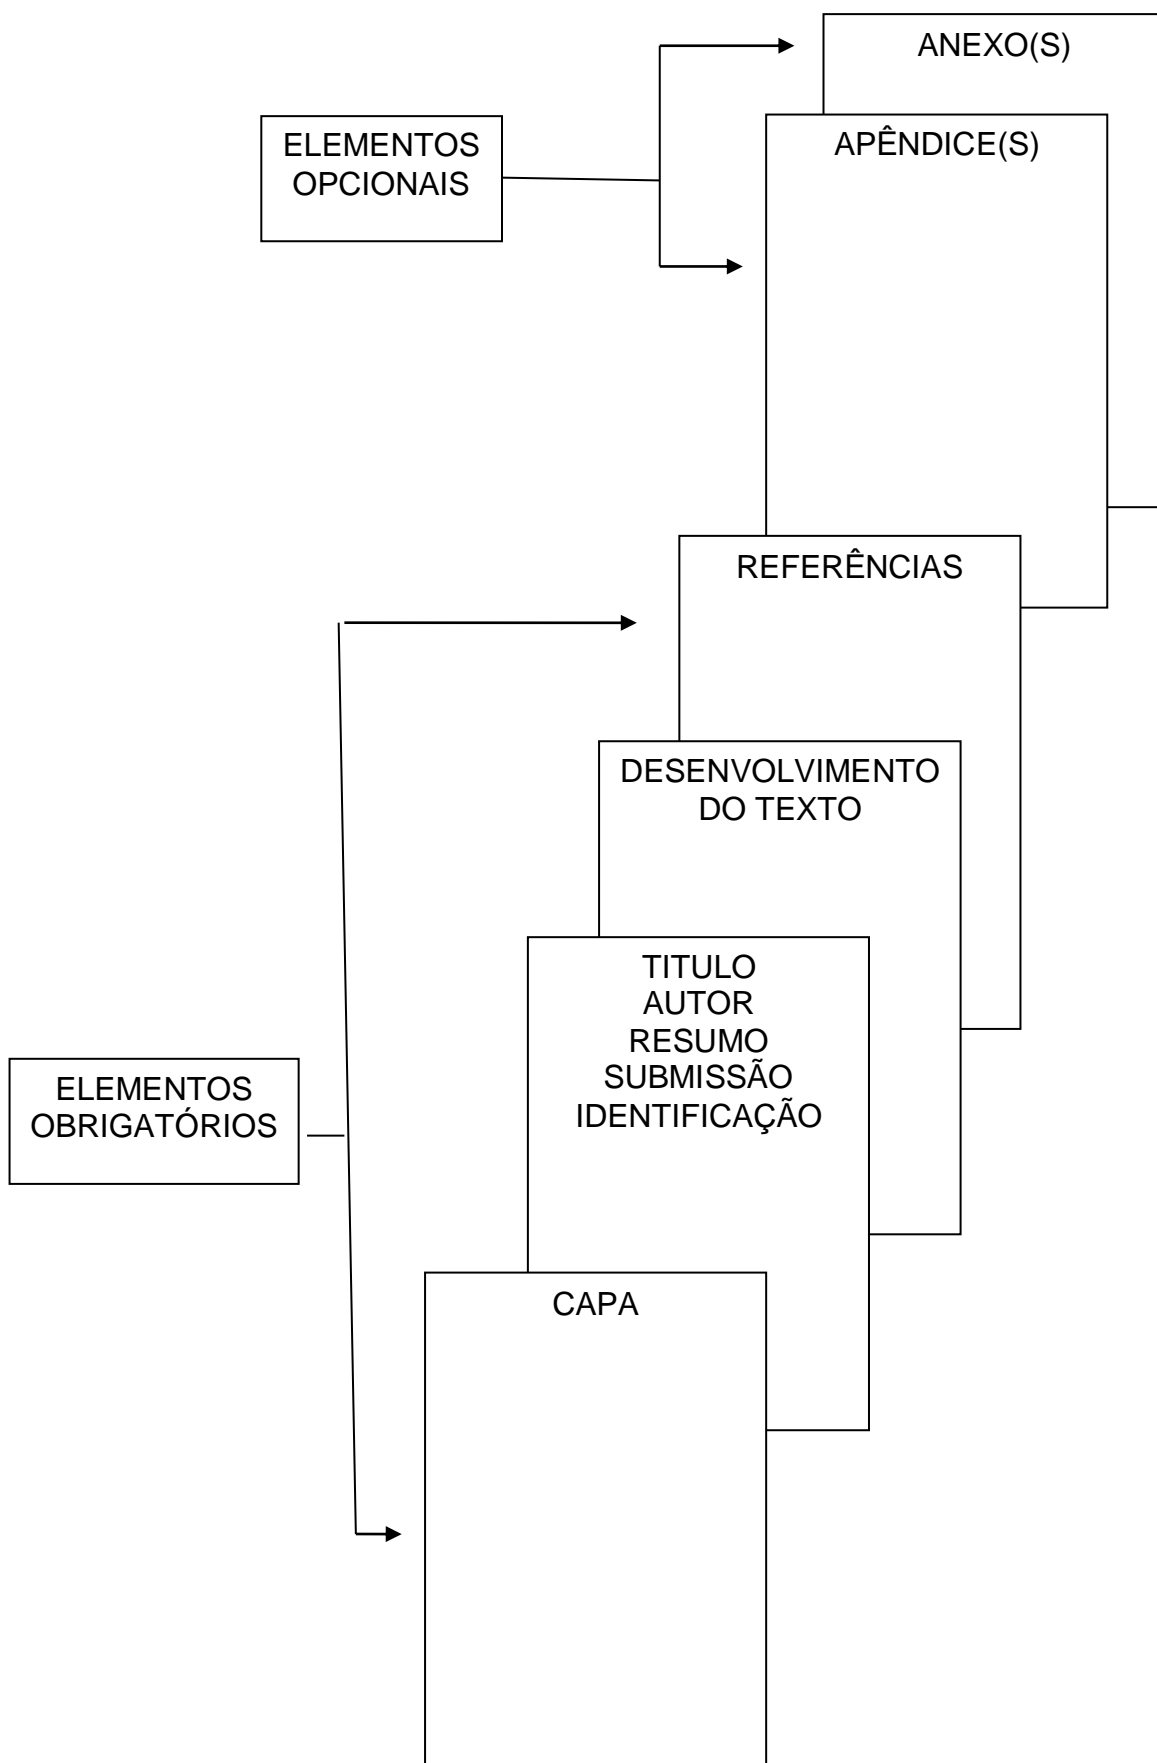 ANEXO(S)
ELEMENTOS
OPCIONAIS
APÊNDICE(S)
REFERÊNCIAS
DESENVOLVIMENTO
DO TEXTO
TITULO
AUTOR
RESUMO
SUBMISSÃO
IDENTIFICAÇÃO
ELEMENTOS
OBRIGATÓRIOS
CAPA